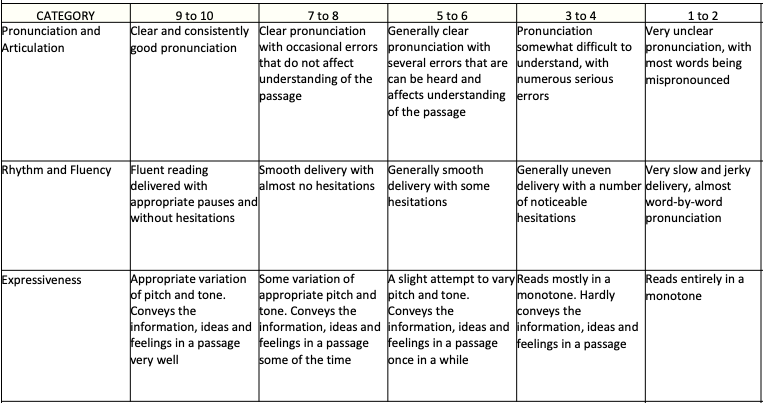 CATEGORY 9 to 10 7 to 8 5 to 6 3 to 4 1 to 2
Pronunciation and
Articulation
Clear and consistently
good pronunciation
Clear pronunciation
with occasional errors
that do not affect
understanding of the
passage
Generally clear
pronunciation with
several errors that are
can be heard and
affects understanding
of the passage
Pronunciation
somewhat difficult to
understand, with
numerous serious
errors
Very unclear
pronunciation, with
most words being
mispronounced
Rhythm and Fluency
Fluent reading
delivered with
appropriate pauses and
without hesitations
Smooth delivery with
almost no hesitations
Generally smooth
delivery with some
hesitations
Generally uneven
delivery with a number
of noticeable
hesitations
Very slow and jerky
delivery, almost
word-by-word
pronunciation
Expressiveness
Appropriate variation
of pitch and tone.
Conveys the
information, ideas and
feelings in a passage
very well
Some variation of
appropriate pitch and
tone. Conveys the
information, ideas and
feelings in a passage
some of the time
A slight attempt to vary
pitch and tone.
Conveys the
information, ideas and
feelings in a passage
once in a while
Reads mostly in a
monotone. Hardly
conveys the
information, ideas and
feelings in a passage
Reads entirely in a
monotone